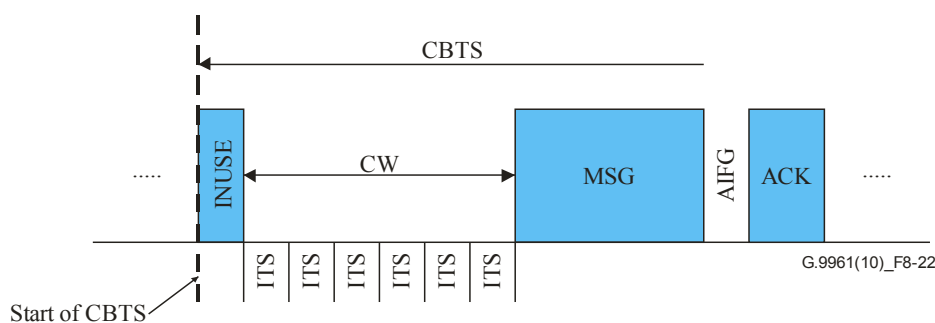 CBTS
INUSE
CW
MSG
AIFG
ACK
.....
.....
ITS
ITS
ITS
ITS
ITS
ITS
G.9961(10)_F8-22
Start of CBTS